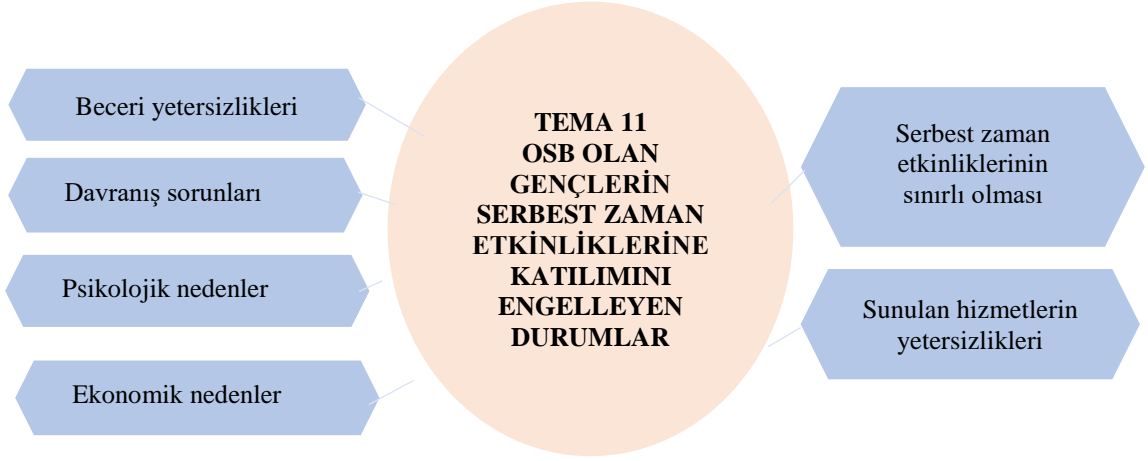 Beceri yetersizlikleri
Davranış sorunları
Psikolojik nedenler
Ekonomik nedenler
TEMA 11
OSB OLAN
GENÇLERİN
SERBEST ZAMAN
ETKİNLİKLERİNE
KATILIMINI
ENGELLEYEN
DURUMLAR
Serbest zaman
etkinliklerinin
sınırlı olması
Sunulan hizmetlerin
yetersizlikleri